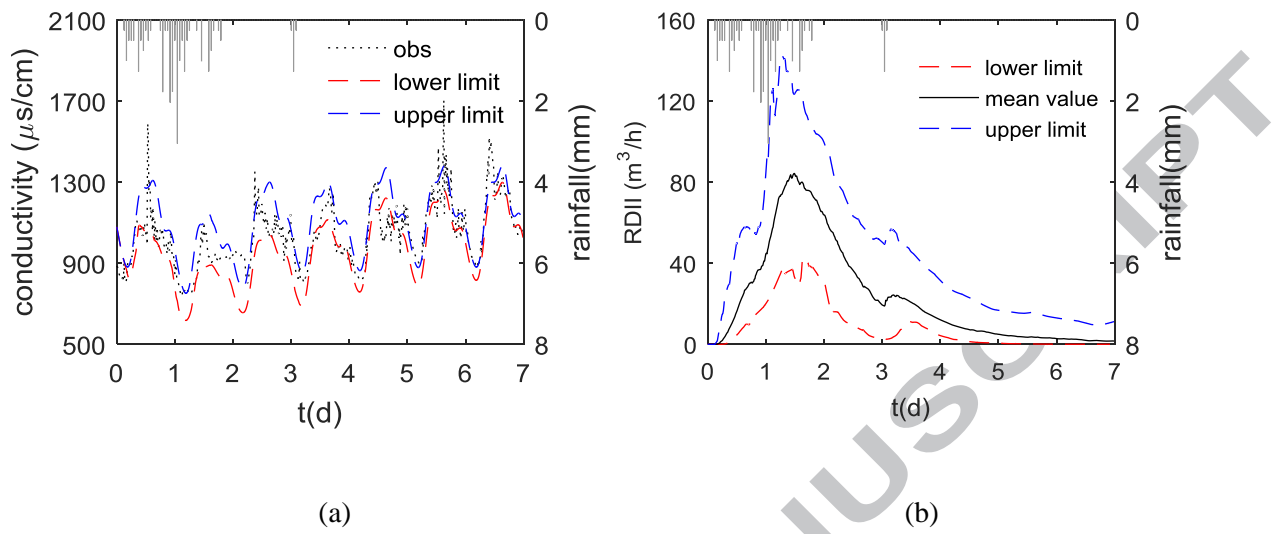 2100
1700
1300
900
500
conductivity (μs/cm)
0
2
4
6
8
rainfall(mm)
obs
lower limit
upper limit
0 1 2 3 4 5 6 7
t(d)
(a)
160
120
80
40
0
RDII (m³/h)
0
2
4
6
8
rainfall(mm)
lower limit
mean value
upper limit
0 1 2 3 4 5 6 7
t(d)
(b)